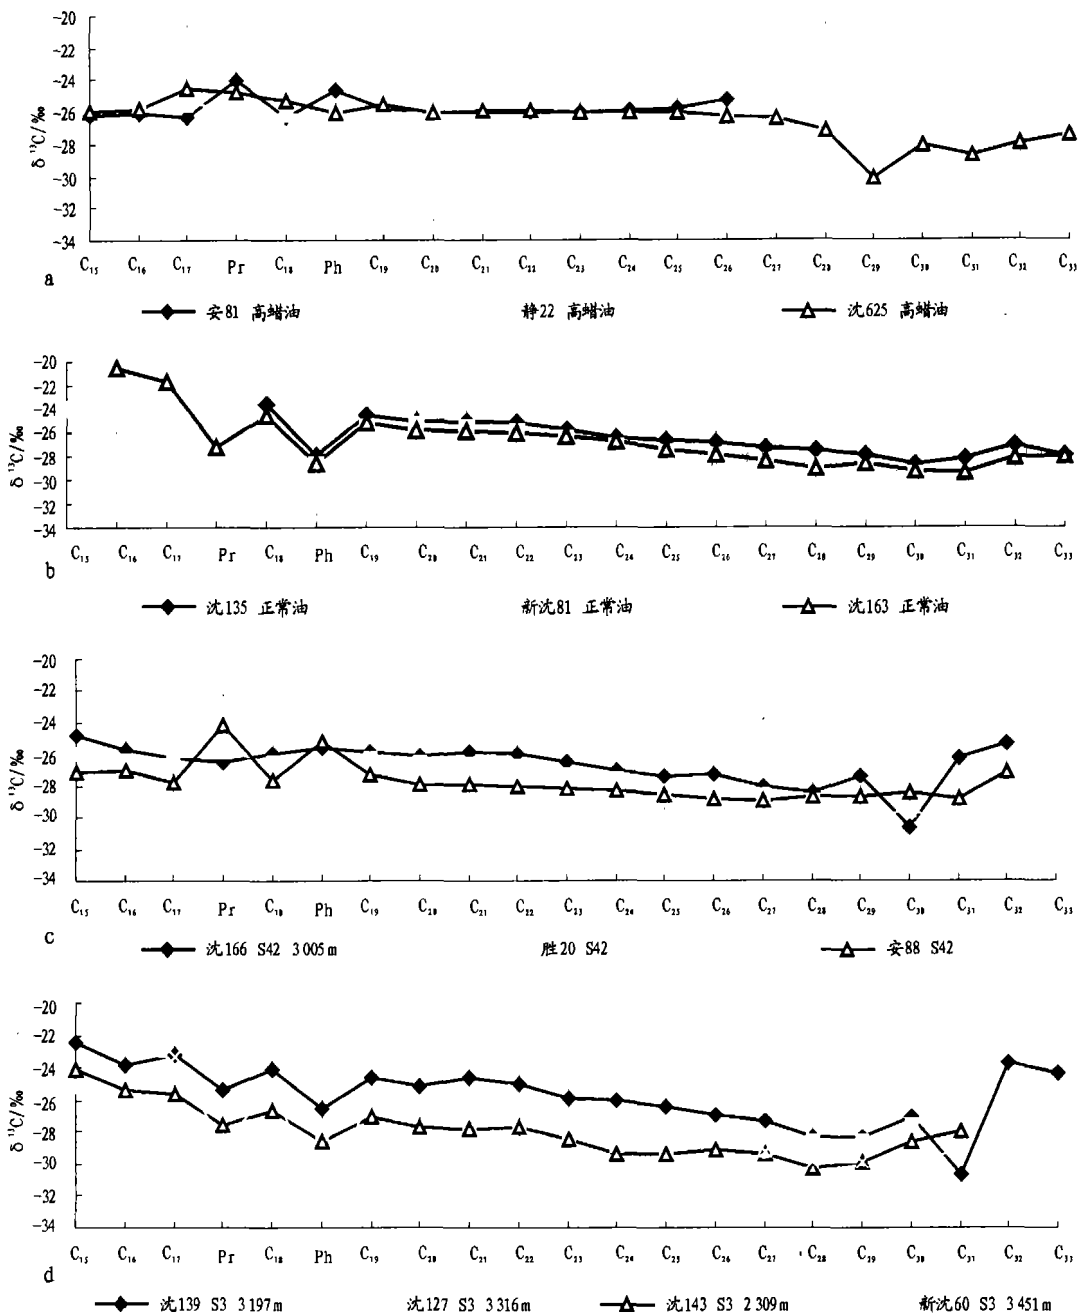 -20
-22
-24
-26
-28
-30
-32
-34
δ ¹³C/‰
C₁₅ C₁₆ C₁₇ Pr C₁₈ Ph C₁₉ C₂₀ C₂₁ C₂₂ C₂₃ C₂₄ C₂₅ C₂₆ C₂₇ C₂₈ C₂₉ C₃₀ C₃₁ C₃₂ C₃₃
a
安81 高蜡油 静22 高蜡油 沈625 高蜡油
-20
-22
-24
-26
-28
-30
-32
-34
δ ¹³C/‰
C₁₅ C₁₆ C₁₇ Pr C₁₈ Ph C₁₉ C₂₀ C₂₁ C₂₂ C₂₃ C₂₄ C₂₅ C₂₆ C₂₇ C₂₈ C₂₉ C₃₀ C₃₁ C₃₂ C₃₃
b
沈135 正常油 新沈81 正常油 沈163 正常油
-20
-22
-24
-26
-28
-30
-32
-34
δ ¹³C/‰
C₁₅ C₁₆ C₁₇ Pr C₁₈ Ph C₁₉ C₂₀ C₂₁ C₂₂ C₂₃ C₂₄ C₂₅ C₂₆ C₂₇ C₂₈ C₂₉ C₃₀ C₃₁ C₃₂ C₃₃
c
沈166 S42 3005m 胜20 S42 安88 S42
-20
-22
-24
-26
-28
-30
-32
-34
δ ¹³C/‰
C₁₅ C₁₆ C₁₇ Pr C₁₈ Ph C₁₉ C₂₀ C₂₁ C₂₂ C₂₃ C₂₄ C₂₅ C₂₆ C₂₇ C₂₈ C₂₉ C₃₀ C₃₁ C₃₂ C₃₃
d
沈139 S3 3197m 沈127 S3 3316m 沈143 S3 2309m 新沈60 S3 3451m